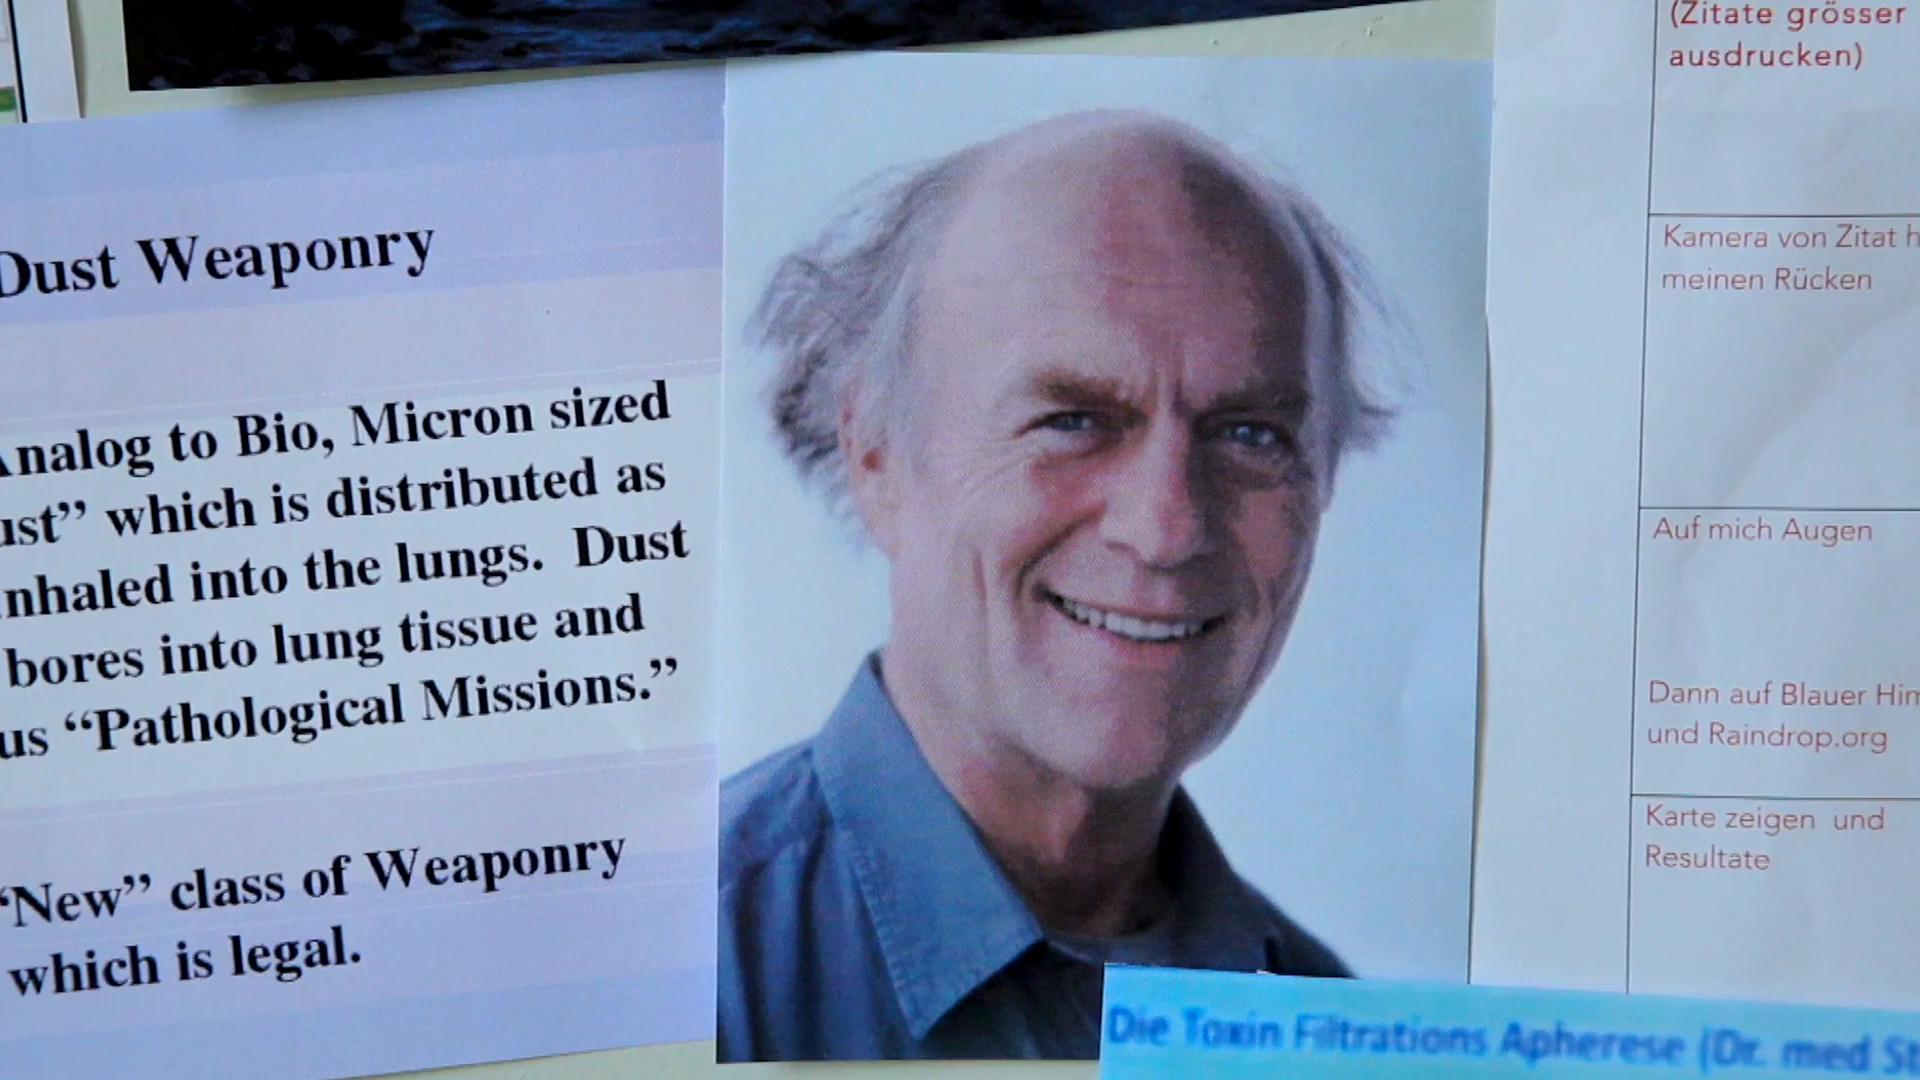 Dust Weaponry
Analog to Bio, Micron sized
ust” which is distributed as
inhaled into the lungs. Dust
bores into lung tissue and
us “Pathological Missions.”
“New” class of Weaponry
which is legal.
(Zitate grösser
ausdrucken)
Kamera von Zitat h
meinen Rücken
Auf mich Augen
Dann auf Blauer Him
und Raindrop.org
Karte zeigen und
Resultate
Die Toxin Filtrations Apherese (Dr. med St